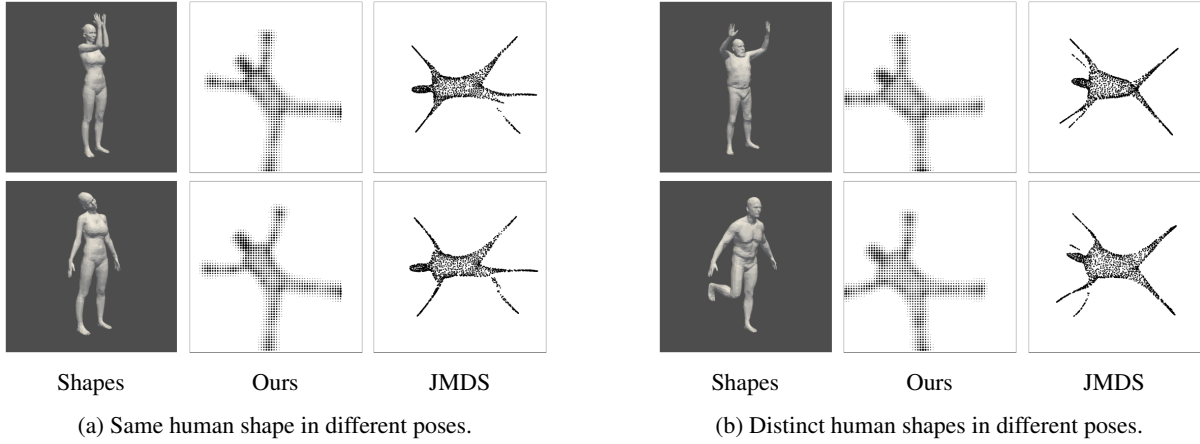 Shapes Ours JMDS Shapes Ours JMDS
(a) Same human shape in different poses. (b) Distinct human shapes in different poses.